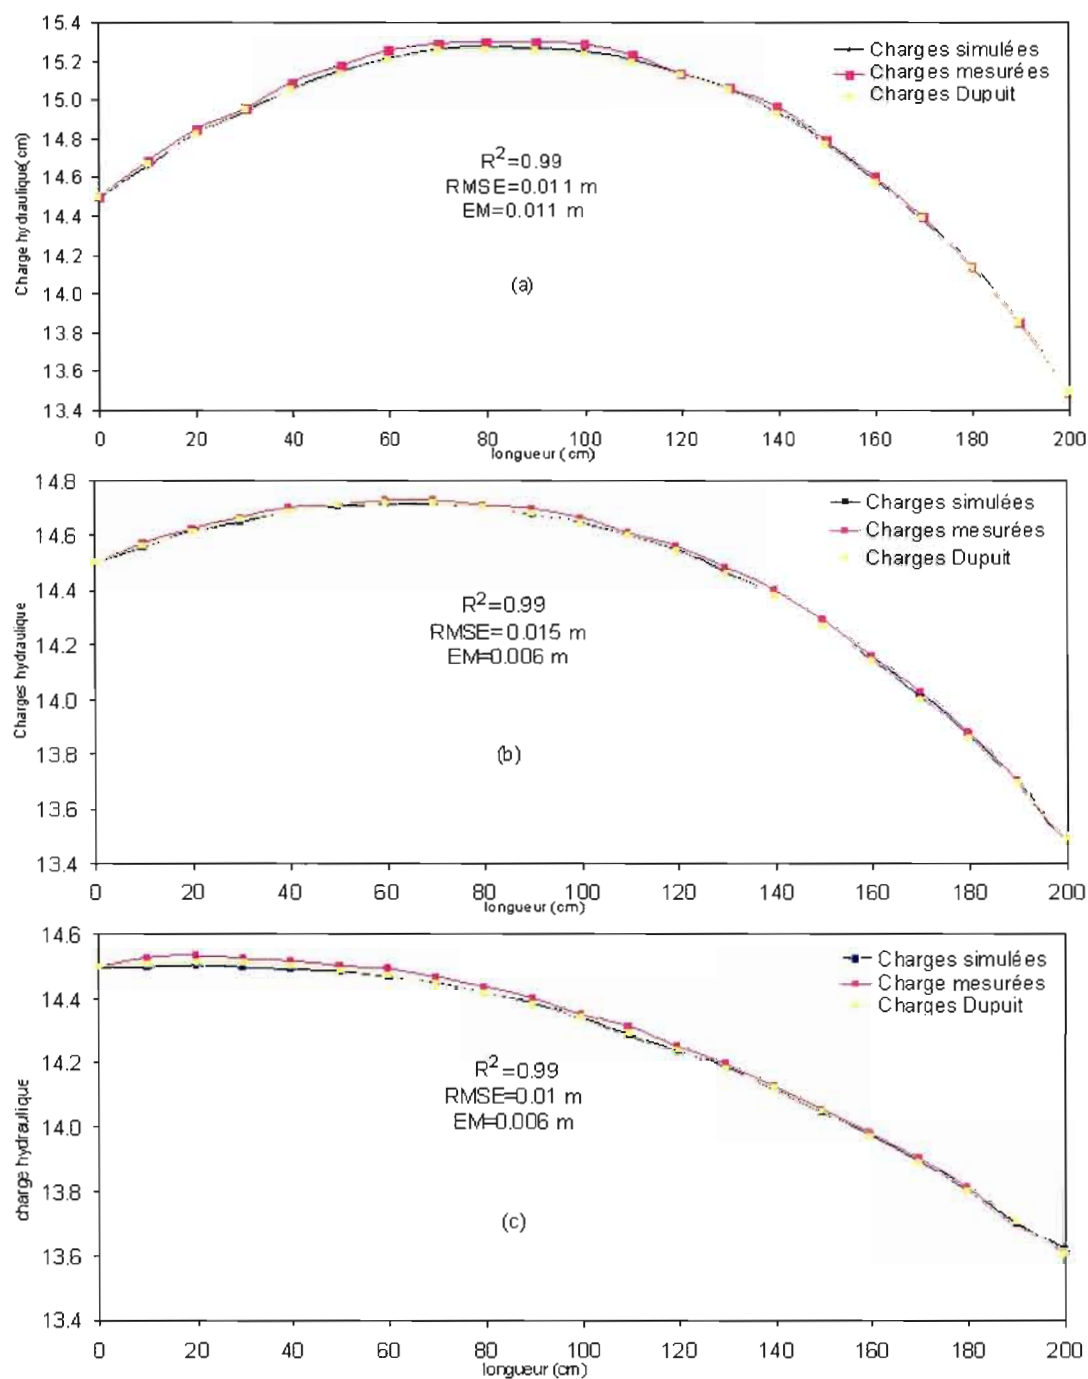 15.4
15.2
15.0
14.8
14.6
14.4
14.2
14.0
13.8
13.6
13.4
Charge hydraulique(cm)
Charges simulées
Charges mesurées
Charges Dupuit
R²=0.99
RMSE=0.011 m
EM=0.011 m
(a)
0 20 40 60 80 100 120 140 160 180 200
longueur (cm)
14.8
14.6
14.4
14.2
14.0
13.8
13.6
13.4
Charges hydraulique
Charges simulées
Charges mesurées
Charges Dupuit
R²=0.99
RMSE=0.015 m
EM=0.006 m
(b)
0 20 40 60 80 100 120 140 160 180 200
longueur (cm)
14.6
14.4
14.2
14.0
13.8
13.6
13.4
charge hydraulique
Charges simulées
Charge mesurées
Charges Dupuit
R²=0.99
RMSE=0.01 m
EM=0.006 m
(c)
0 20 40 60 80 100 120 140 160 180 200
longueur (cm)